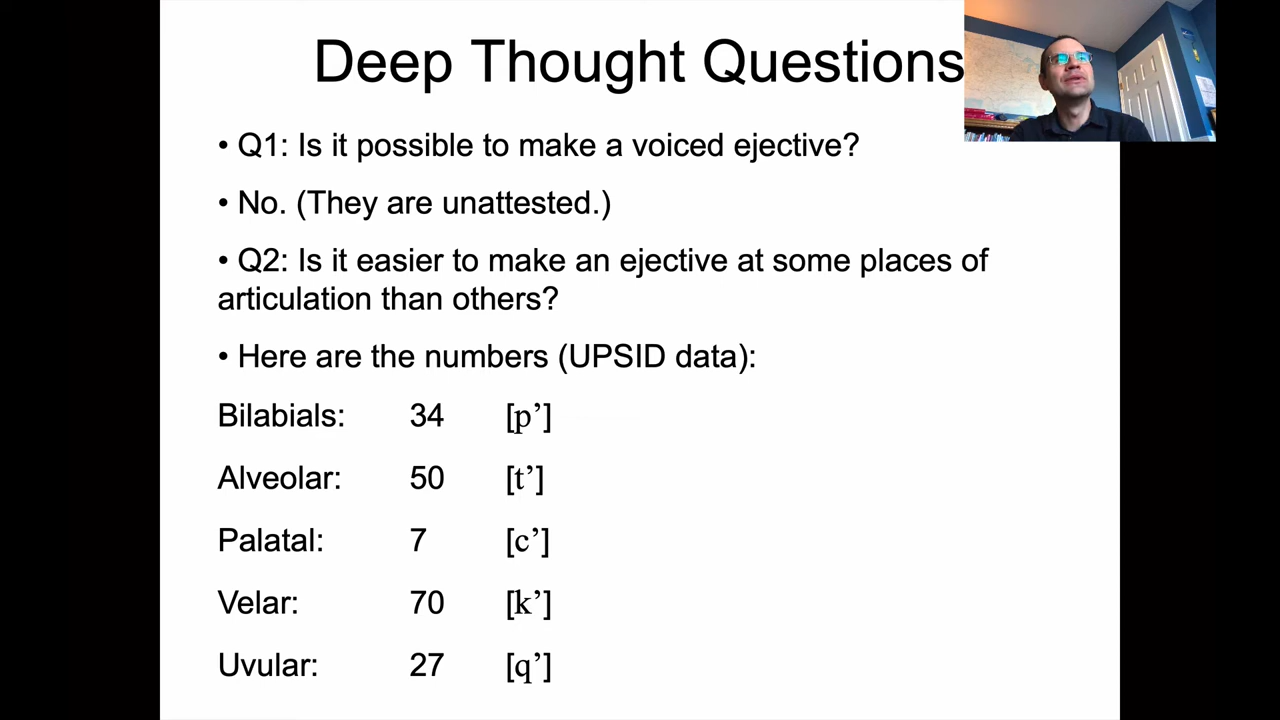 Deep Thought Questions
• Q1: Is it possible to make a voiced ejective?
• No. (They are unattested.)
• Q2: Is it easier to make an ejective at some places of
articulation than others?
• Here are the numbers (UPSID data):
Bilabials: 34 [p’]
Alveolar: 50 [t’]
Palatal: 7 [c’]
Velar: 70 [k’]
Uvular: 27 [q’]